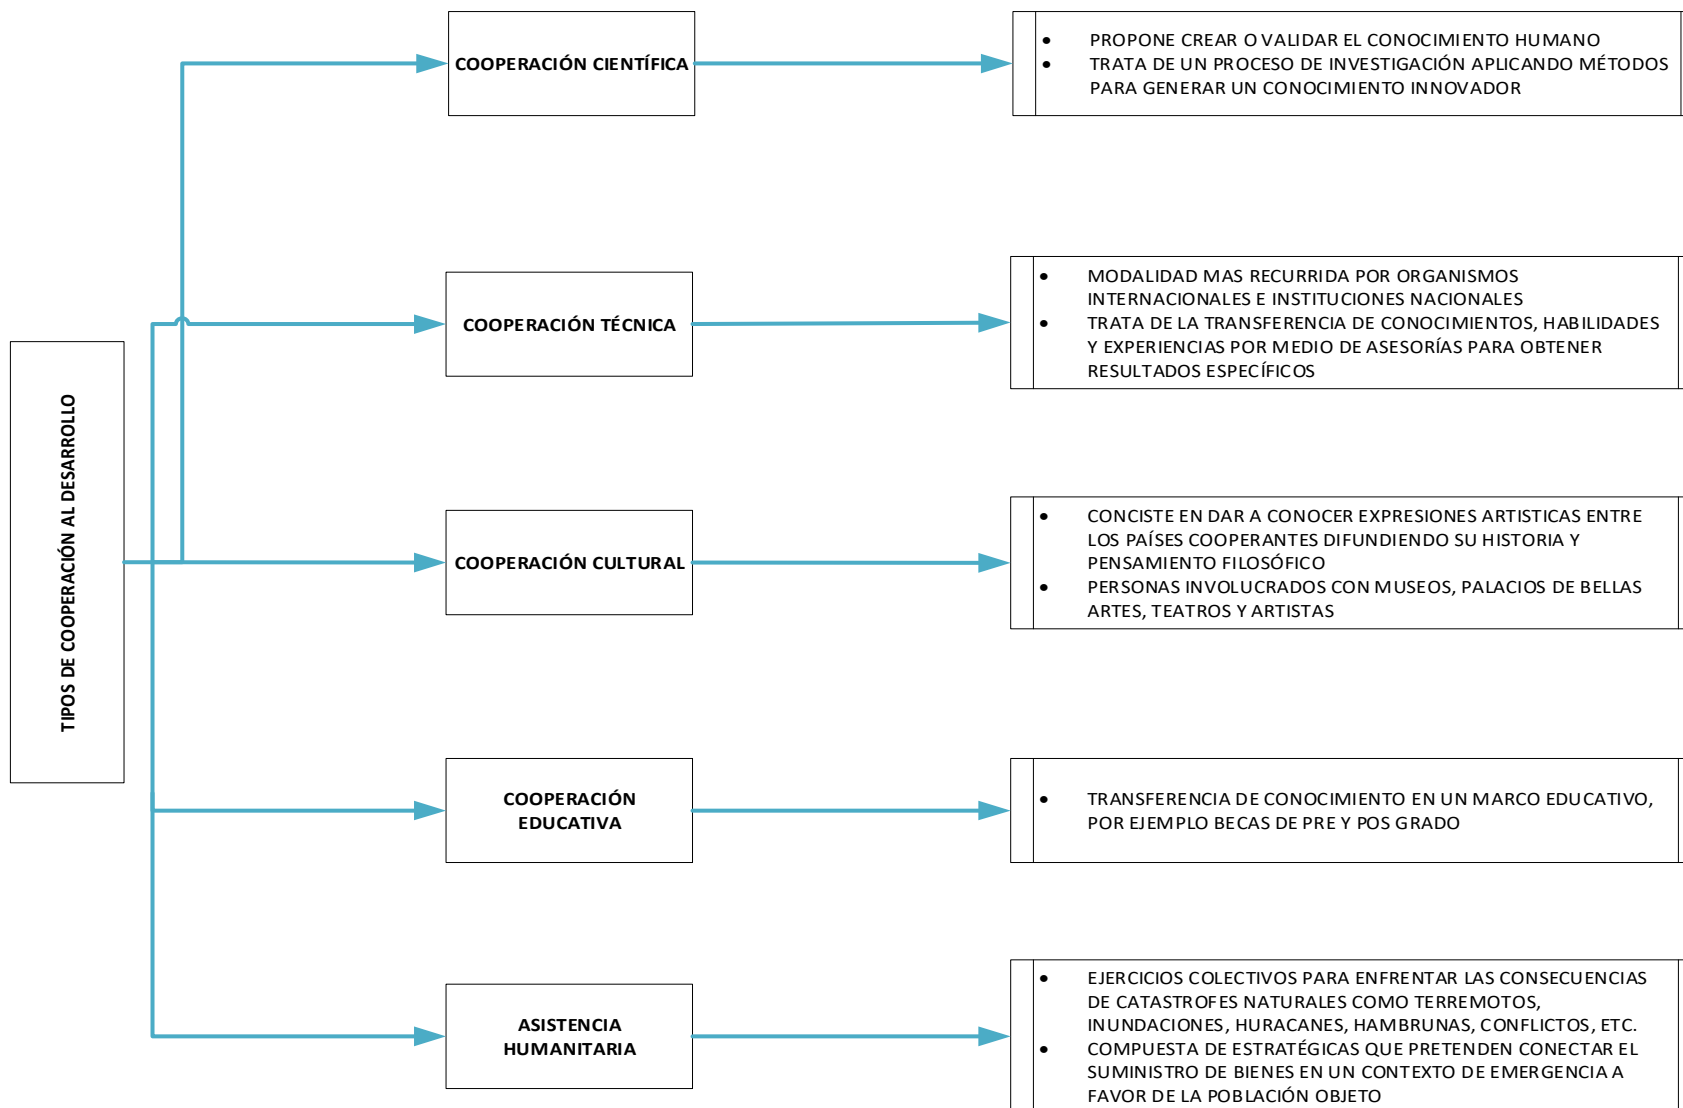 TIPOS DE COOPERACIÓN AL DESARROLLO
COOPERACIÓN CIENTÍFICA
• PROPONE CREAR O VALIDAR EL CONOCIMIENTO HUMANO
• TRATA DE UN PROCESO DE INVESTIGACIÓN APLICANDO MÉTODOS
PARA GENERAR UN CONOCIMIENTO INNOVADOR
COOPERACIÓN TÉCNICA
• MODALIDAD MAS RECURRIDA POR ORGANISMOS
INTERNACIONALES E INSTITUCIONES NACIONALES
• TRATA DE LA TRANSFERENCIA DE CONOCIMIENTOS, HABILIDADES
Y EXPERIENCIAS POR MEDIO DE ASESORÍAS PARA OBTENER
RESULTADOS ESPECÍFICOS
COOPERACIÓN CULTURAL
• CONCISTE EN DAR A CONOCER EXPRESIONES ARTISTICAS ENTRE
LOS PAÍSES COOPERANTES DIFUNDIENDO SU HISTORIA Y
PENSAMIENTO FILOSÓFICO
• PERSONAS INVOLUCRADOS CON MUSEOS, PALACIOS DE BELLAS
ARTES, TEATROS Y ARTISTAS
COOPERACIÓN
EDUCATIVA
• TRANSFERENCIA DE CONOCIMIENTO EN UN MARCO EDUCATIVO,
POR EJEMPLO BECAS DE PRE Y POS GRADO
ASISTENCIA
HUMANITARIA
• EJERCICIOS COLECTIVOS PARA ENFRENTAR LAS CONSECUENCIAS
DE CATASTROFES NATURALES COMO TERREMOTOS,
INUNDACIONES, HURACANES, HAMBRUNAS, CONFLICTOS, ETC.
• COMPUESTA DE ESTRATÉGICAS QUE PRETENDEN CONECTAR EL
SUMINISTRO DE BIENES EN UN CONTEXTO DE EMERGENCIA A
FAVOR DE LA POBLACIÓN OBJETO